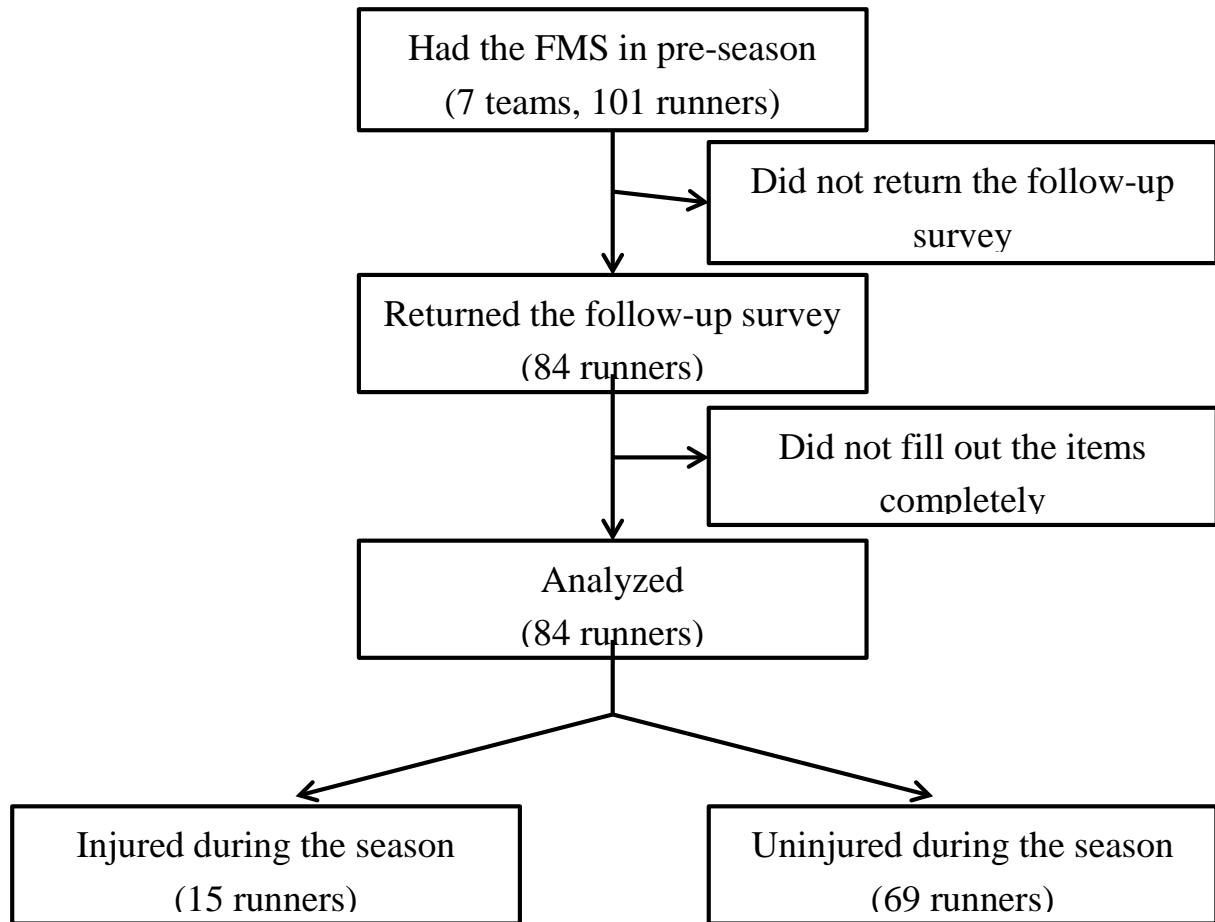 Had the FMS in pre-season
(7 teams, 101 runners)
Did not return the follow-up
survey
Returned the follow-up survey
(84 runners)
Did not fill out the items
completely
Analyzed
(84 runners)
Injured during the season
(15 runners)
Uninjured during the season
(69 runners)